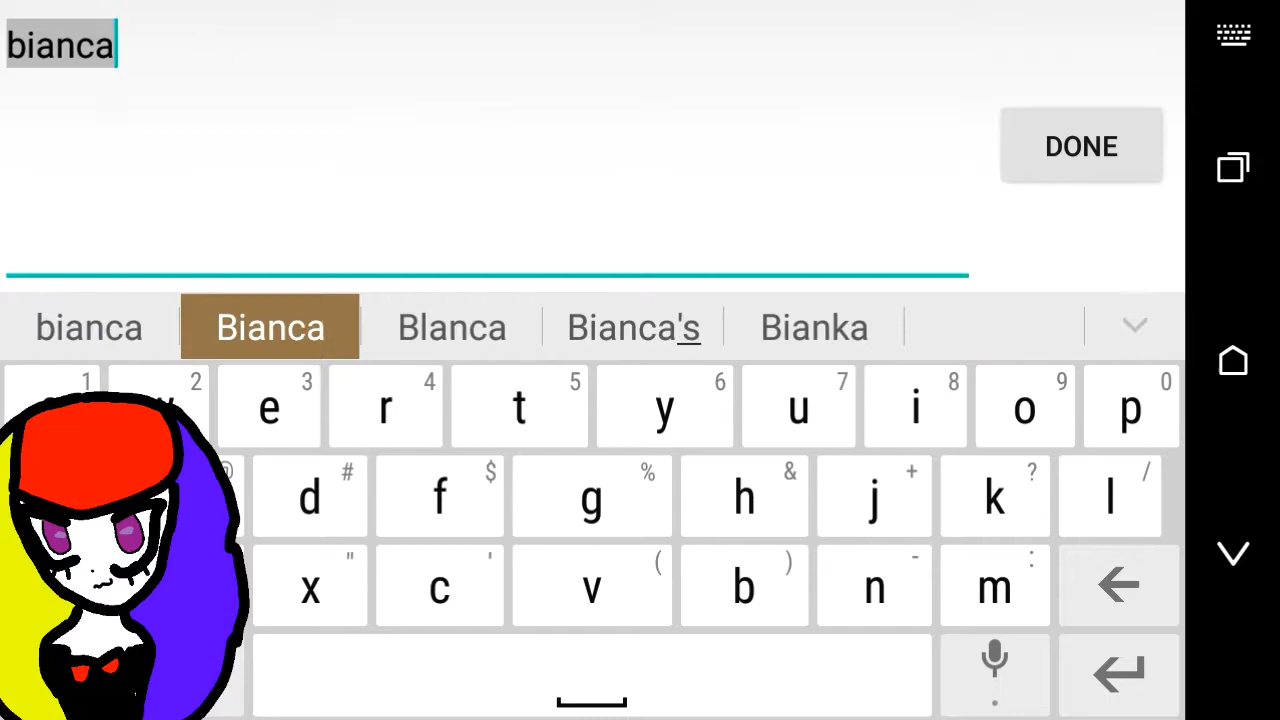 bianca
DONE
bianca Bianca Blanca Bianca's Bianka
1 2 3 4 5 6 7 8 9 0
e r t y u i o p
# $ % & + ? /
d f g h j k l
" ' ( ) - :
x c v b n m
.